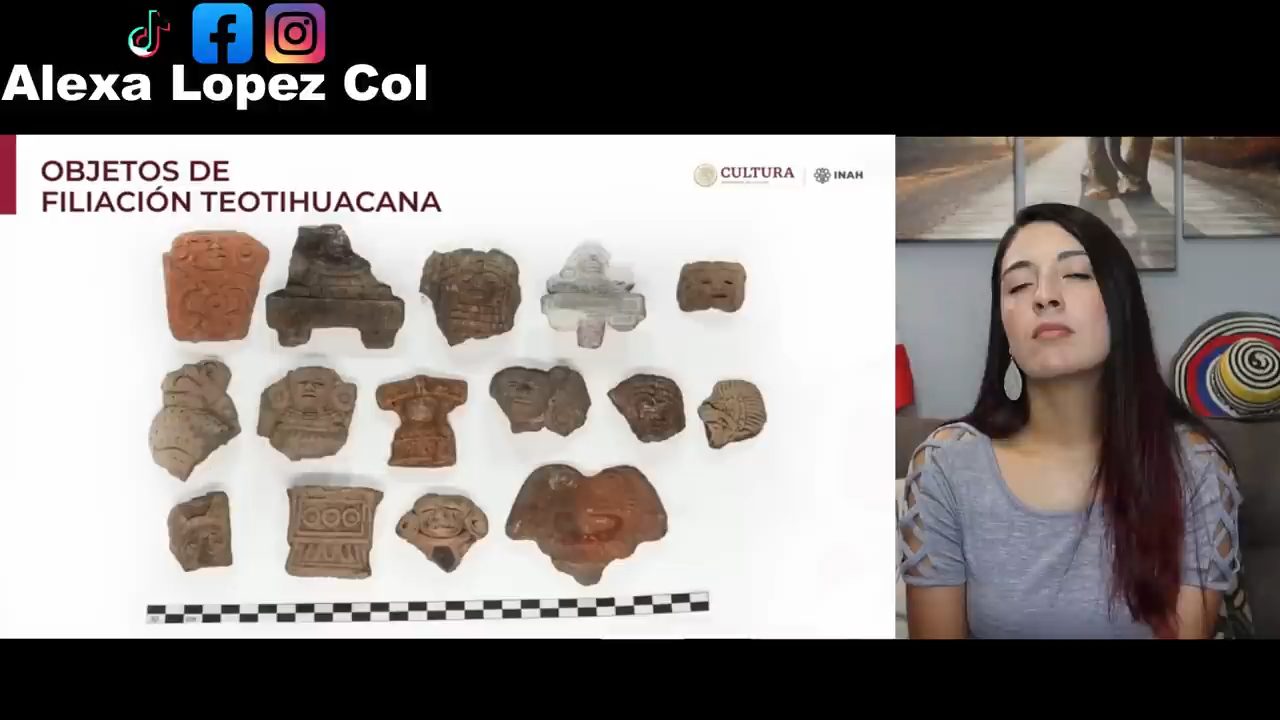 Alexa Lopez Col
OBJETOS DE
FILIACIÓN TEOTIHUACANA
CULTURA
INAH